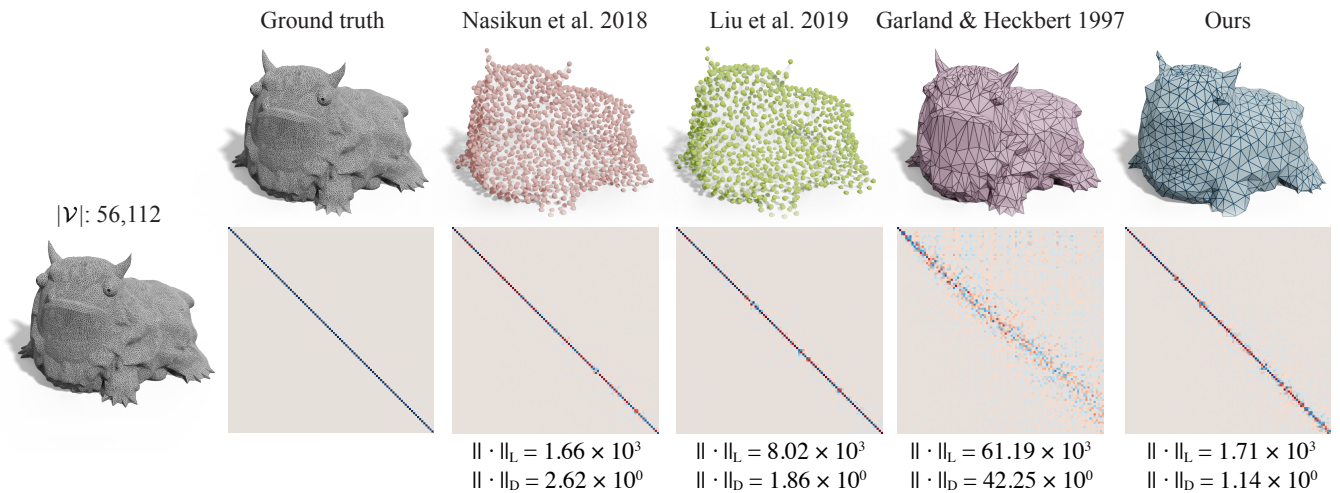 Ground truth
Nasikun et al. 2018
Liu et al. 2019
Garland & Heckbert 1997
Ours
|𝒱|: 56,112
‖ · ‖L = 1.66 × 10³
‖ · ‖L = 8.02 × 10³
‖ · ‖L = 61.19 × 10³
‖ · ‖L = 1.71 × 10³
‖ · ‖D = 2.62 × 10⁰
‖ · ‖D = 1.86 × 10⁰
‖ · ‖D = 42.25 × 10⁰
‖ · ‖D = 1.14 × 10⁰